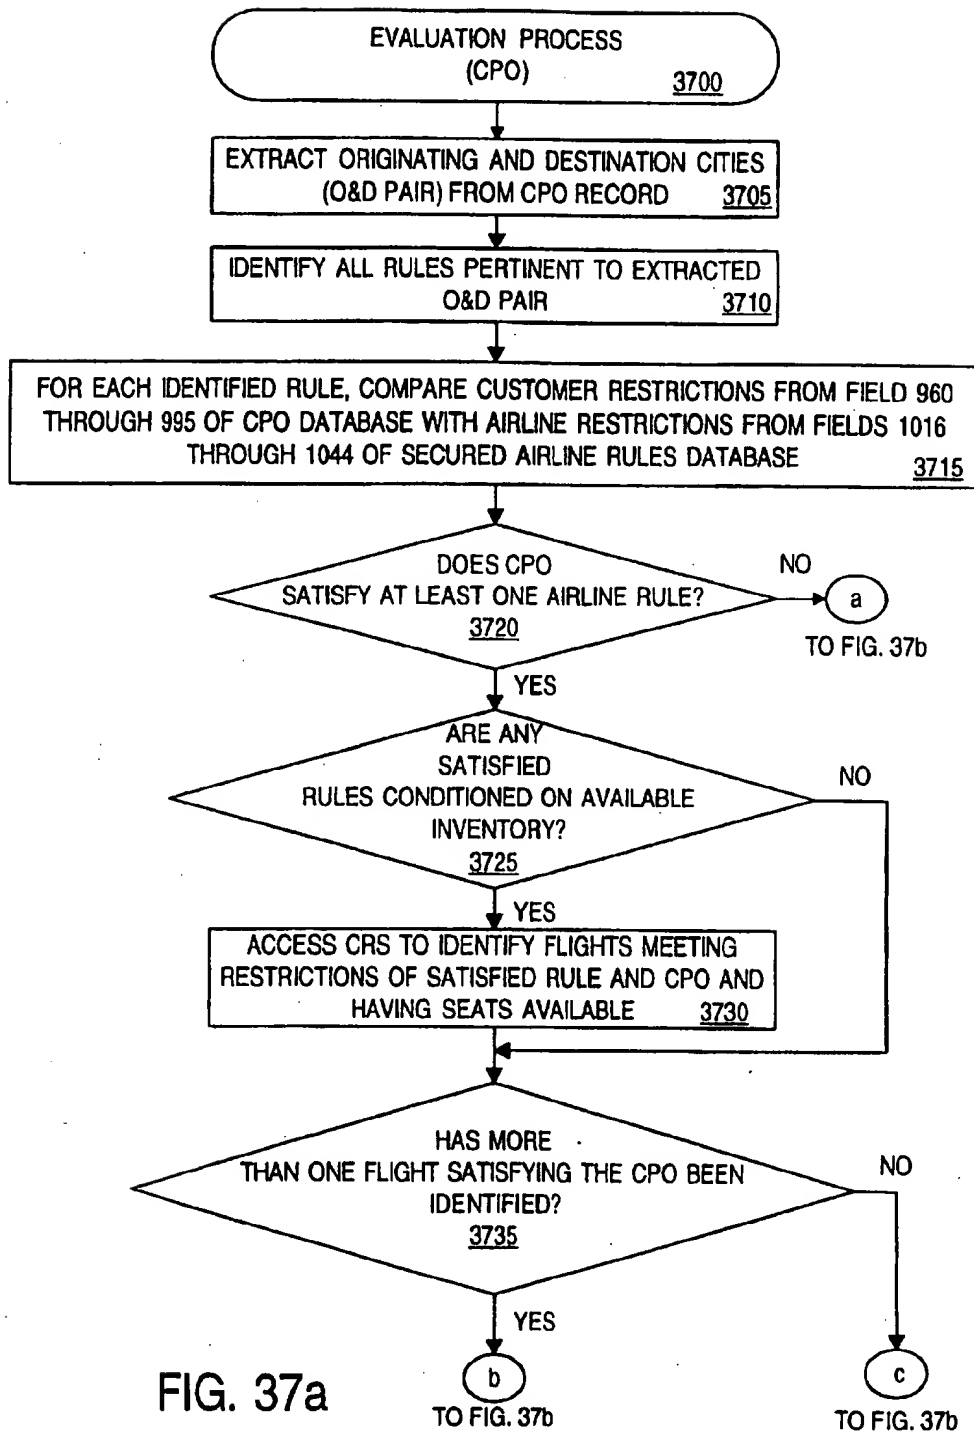 EVALUATION PROCESS
(CPO)
3700
EXTRACT ORIGINATING AND DESTINATION CITIES
(O&D PAIR) FROM CPO RECORD 3705
IDENTIFY ALL RULES PERTINENT TO EXTRACTED
O&D PAIR 3710
FOR EACH IDENTIFIED RULE, COMPARE CUSTOMER RESTRICTIONS FROM FIELD 960
THROUGH 995 OF CPO DATABASE WITH AIRLINE RESTRICTIONS FROM FIELDS 1016
THROUGH 1044 OF SECURED AIRLINE RULES DATABASE 3715
DOES CPO
SATISFY AT LEAST ONE AIRLINE RULE?
3720
NO
a
TO FIG. 37b
YES
ARE ANY
SATISFIED
RULES CONDITIONED ON AVAILABLE
INVENTORY?
3725
NO
YES
ACCESS CRS TO IDENTIFY FLIGHTS MEETING
RESTRICTIONS OF SATISFIED RULE AND CPO AND
HAVING SEATS AVAILABLE 3730
HAS MORE
THAN ONE FLIGHT SATISFYING THE CPO BEEN
IDENTIFIED?
3735
NO
YES
b
TO FIG. 37b
c
TO FIG. 37b
FIG. 37a